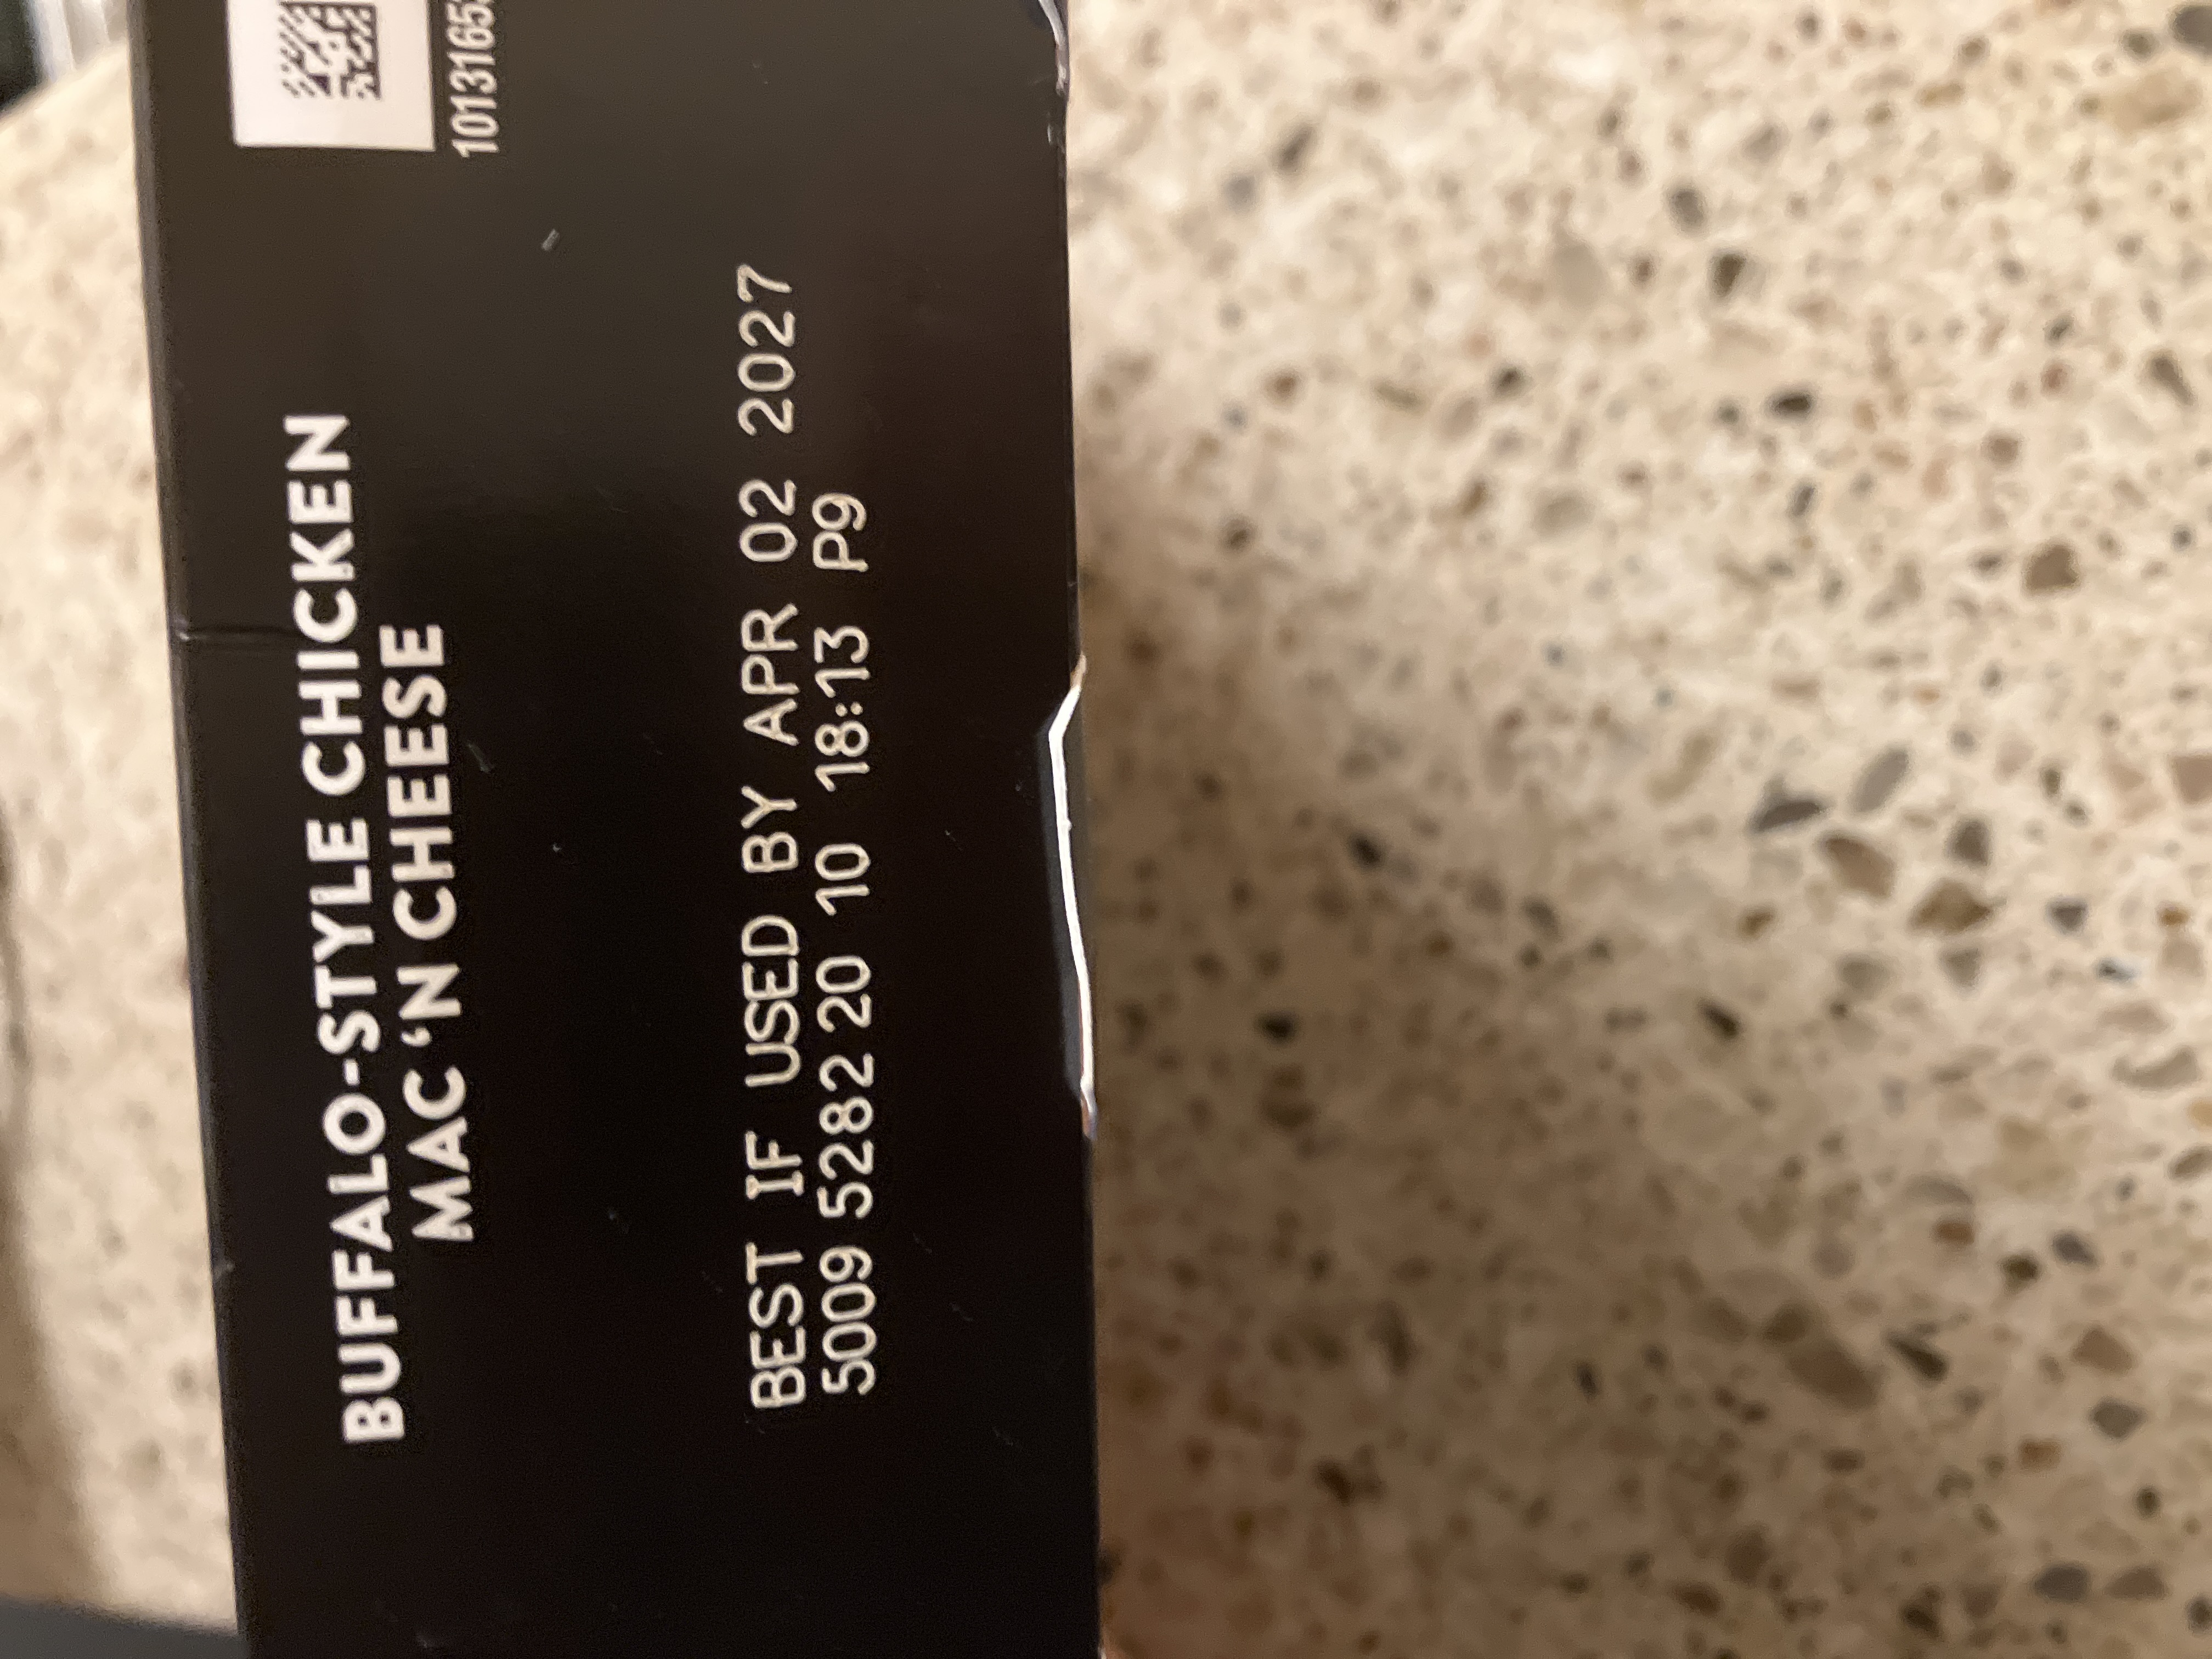 BUFFALO-STYLE CHICKEN
MAC ‘N CHEESE
BEST IF USED BY APR 02 2027
5009 5282 20 10 18:13 P9